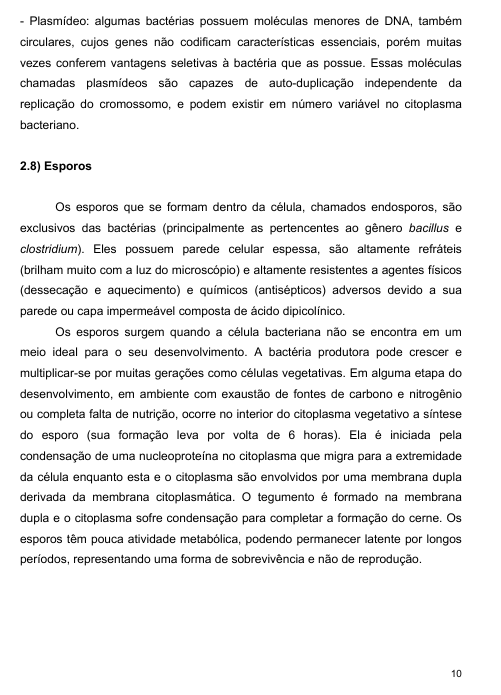 - Plasmídeo: algumas bactérias possuem moléculas menores de DNA, também
circulares, cujos genes não codificam características essenciais, porém muitas
vezes conferem vantagens seletivas à bactéria que as possue. Essas moléculas
chamadas plasmídeos são capazes de auto-duplicação independente da
replicação do cromossomo, e podem existir em número variável no citoplasma
bacteriano.
2.8) Esporos
Os esporos que se formam dentro da célula, chamados endosporos, são
exclusivos das bactérias (principalmente as pertencentes ao gênero bacillus e
clostridium). Eles possuem parede celular espessa, são altamente refráteis
(brilham muito com a luz do microscópio) e altamente resistentes a agentes físicos
(dessecação e aquecimento) e químicos (antisépticos) adversos devido a sua
parede ou capa impermeável composta de ácido dipicolínico.
Os esporos surgem quando a célula bacteriana não se encontra em um
meio ideal para o seu desenvolvimento. A bactéria produtora pode crescer e
multiplicar-se por muitas gerações como células vegetativas. Em alguma etapa do
desenvolvimento, em ambiente com exaustão de fontes de carbono e nitrogênio
ou completa falta de nutrição, ocorre no interior do citoplasma vegetativo a síntese
do esporo (sua formação leva por volta de 6 horas). Ela é iniciada pela
condensação de uma nucleoproteína no citoplasma que migra para a extremidade
da célula enquanto esta e o citoplasma são envolvidos por uma membrana dupla
derivada da membrana citoplasmática. O tegumento é formado na membrana
dupla e o citoplasma sofre condensação para completar a formação do cerne. Os
esporos têm pouca atividade metabólica, podendo permanecer latente por longos
períodos, representando uma forma de sobrevivência e não de reprodução.
10